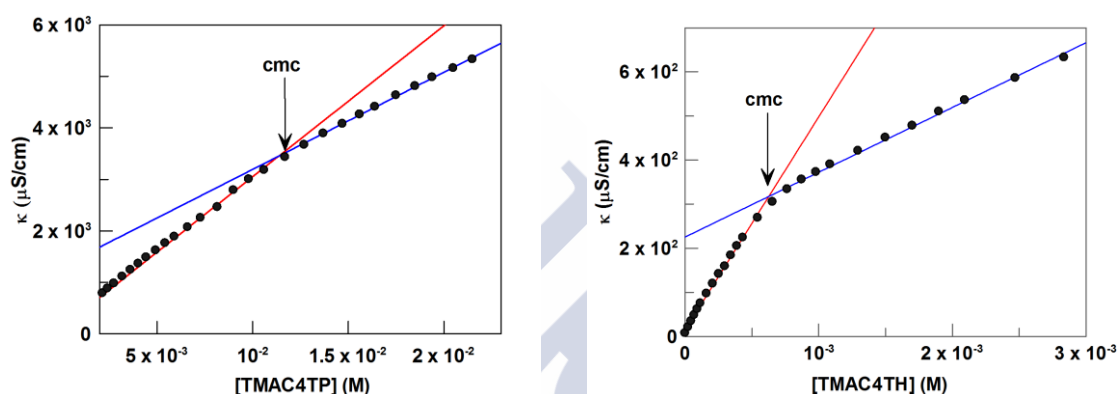 6 x 10³
cmc
4 x 10³
κ (μS/cm)
2 x 10³
0
5 x 10⁻³
10⁻²
1.5 x 10⁻²
2 x 10⁻²
[TMAC4TP] (M)
6 x 10²
cmc
4 x 10²
κ (μS/cm)
2 x 10²
0
0
10⁻³
2 x 10⁻³
3 x 10⁻³
[TMAC4TH] (M)